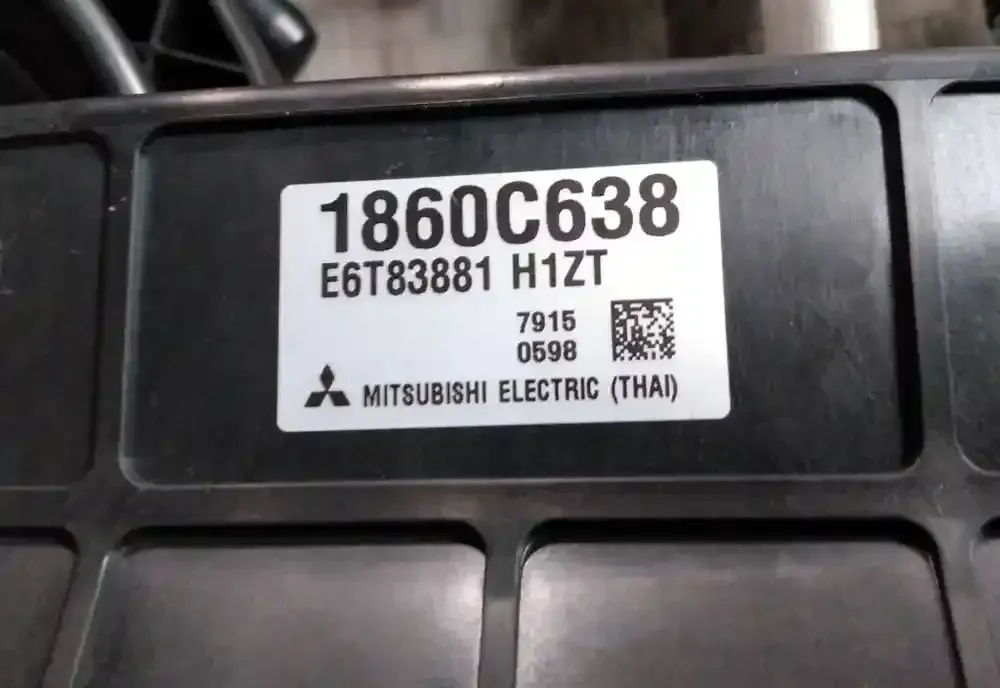 1860C638
E6T83881 H1ZT
7915
0598
MITSUBISHI ELECTRIC (THAI)